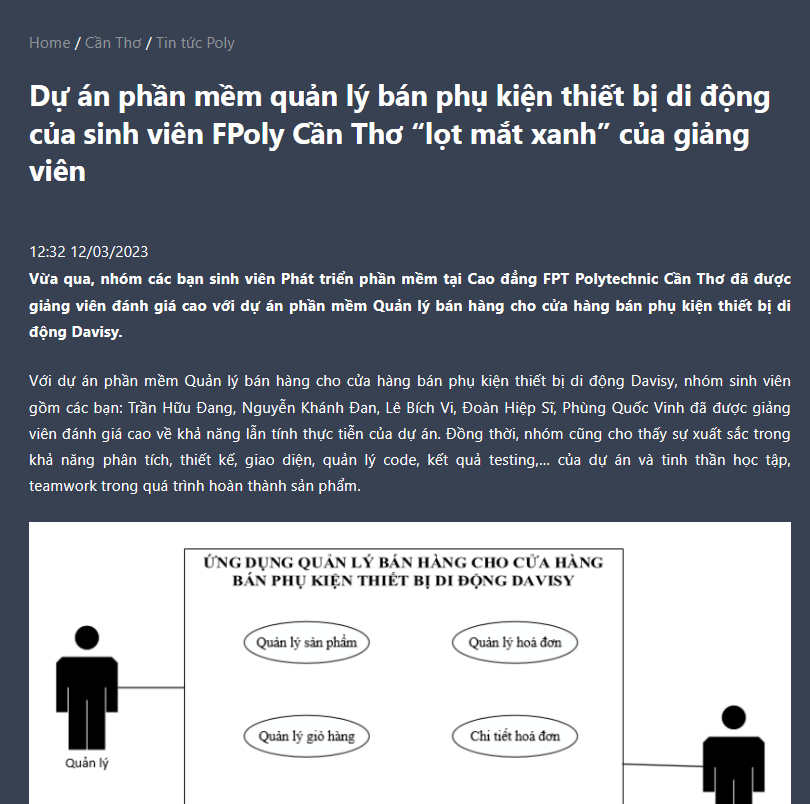 Home / Cần Thơ / Tin tức Poly
Dự án phần mềm quản lý bán phụ kiện thiết bị di động
của sinh viên FPoly Cần Thơ “lọt mắt xanh” của giảng
viên
12:32 12/03/2023
Vừa qua, nhóm các bạn sinh viên Phát triển phần mềm tại Cao đẳng FPT Polytechnic Cần Thơ đã được
giảng viên đánh giá cao với dự án phần mềm Quản lý bán hàng cho cửa hàng bán phụ kiện thiết bị di
động Davisy.
Với dự án phần mềm Quản lý bán hàng cho cửa hàng bán phụ kiện thiết bị di động Davisy, nhóm sinh viên
gồm các bạn: Trần Hữu Đang, Nguyễn Khánh Đan, Lê Bích Vi, Đoàn Hiệp Sĩ, Phùng Quốc Vinh đã được giảng
viên đánh giá cao về khả năng lẫn tính thực tiễn của dự án. Đồng thời, nhóm cũng cho thấy sự xuất sắc trong
khả năng phân tích, thiết kế, giao diện, quản lý code, kết quả testing,… của dự án và tinh thần học tập,
teamwork trong quá trình hoàn thành sản phẩm.
ỨNG DỤNG QUẢN LÝ BÁN HÀNG CHO CỬA HÀNG
BÁN PHỤ KIỆN THIẾT BỊ DI ĐỘNG DAVISY
Quản lý sản phẩm
Quản lý hoá đơn
Quản lý giỏ hàng
Chi tiết hoá đơn
Quản lý